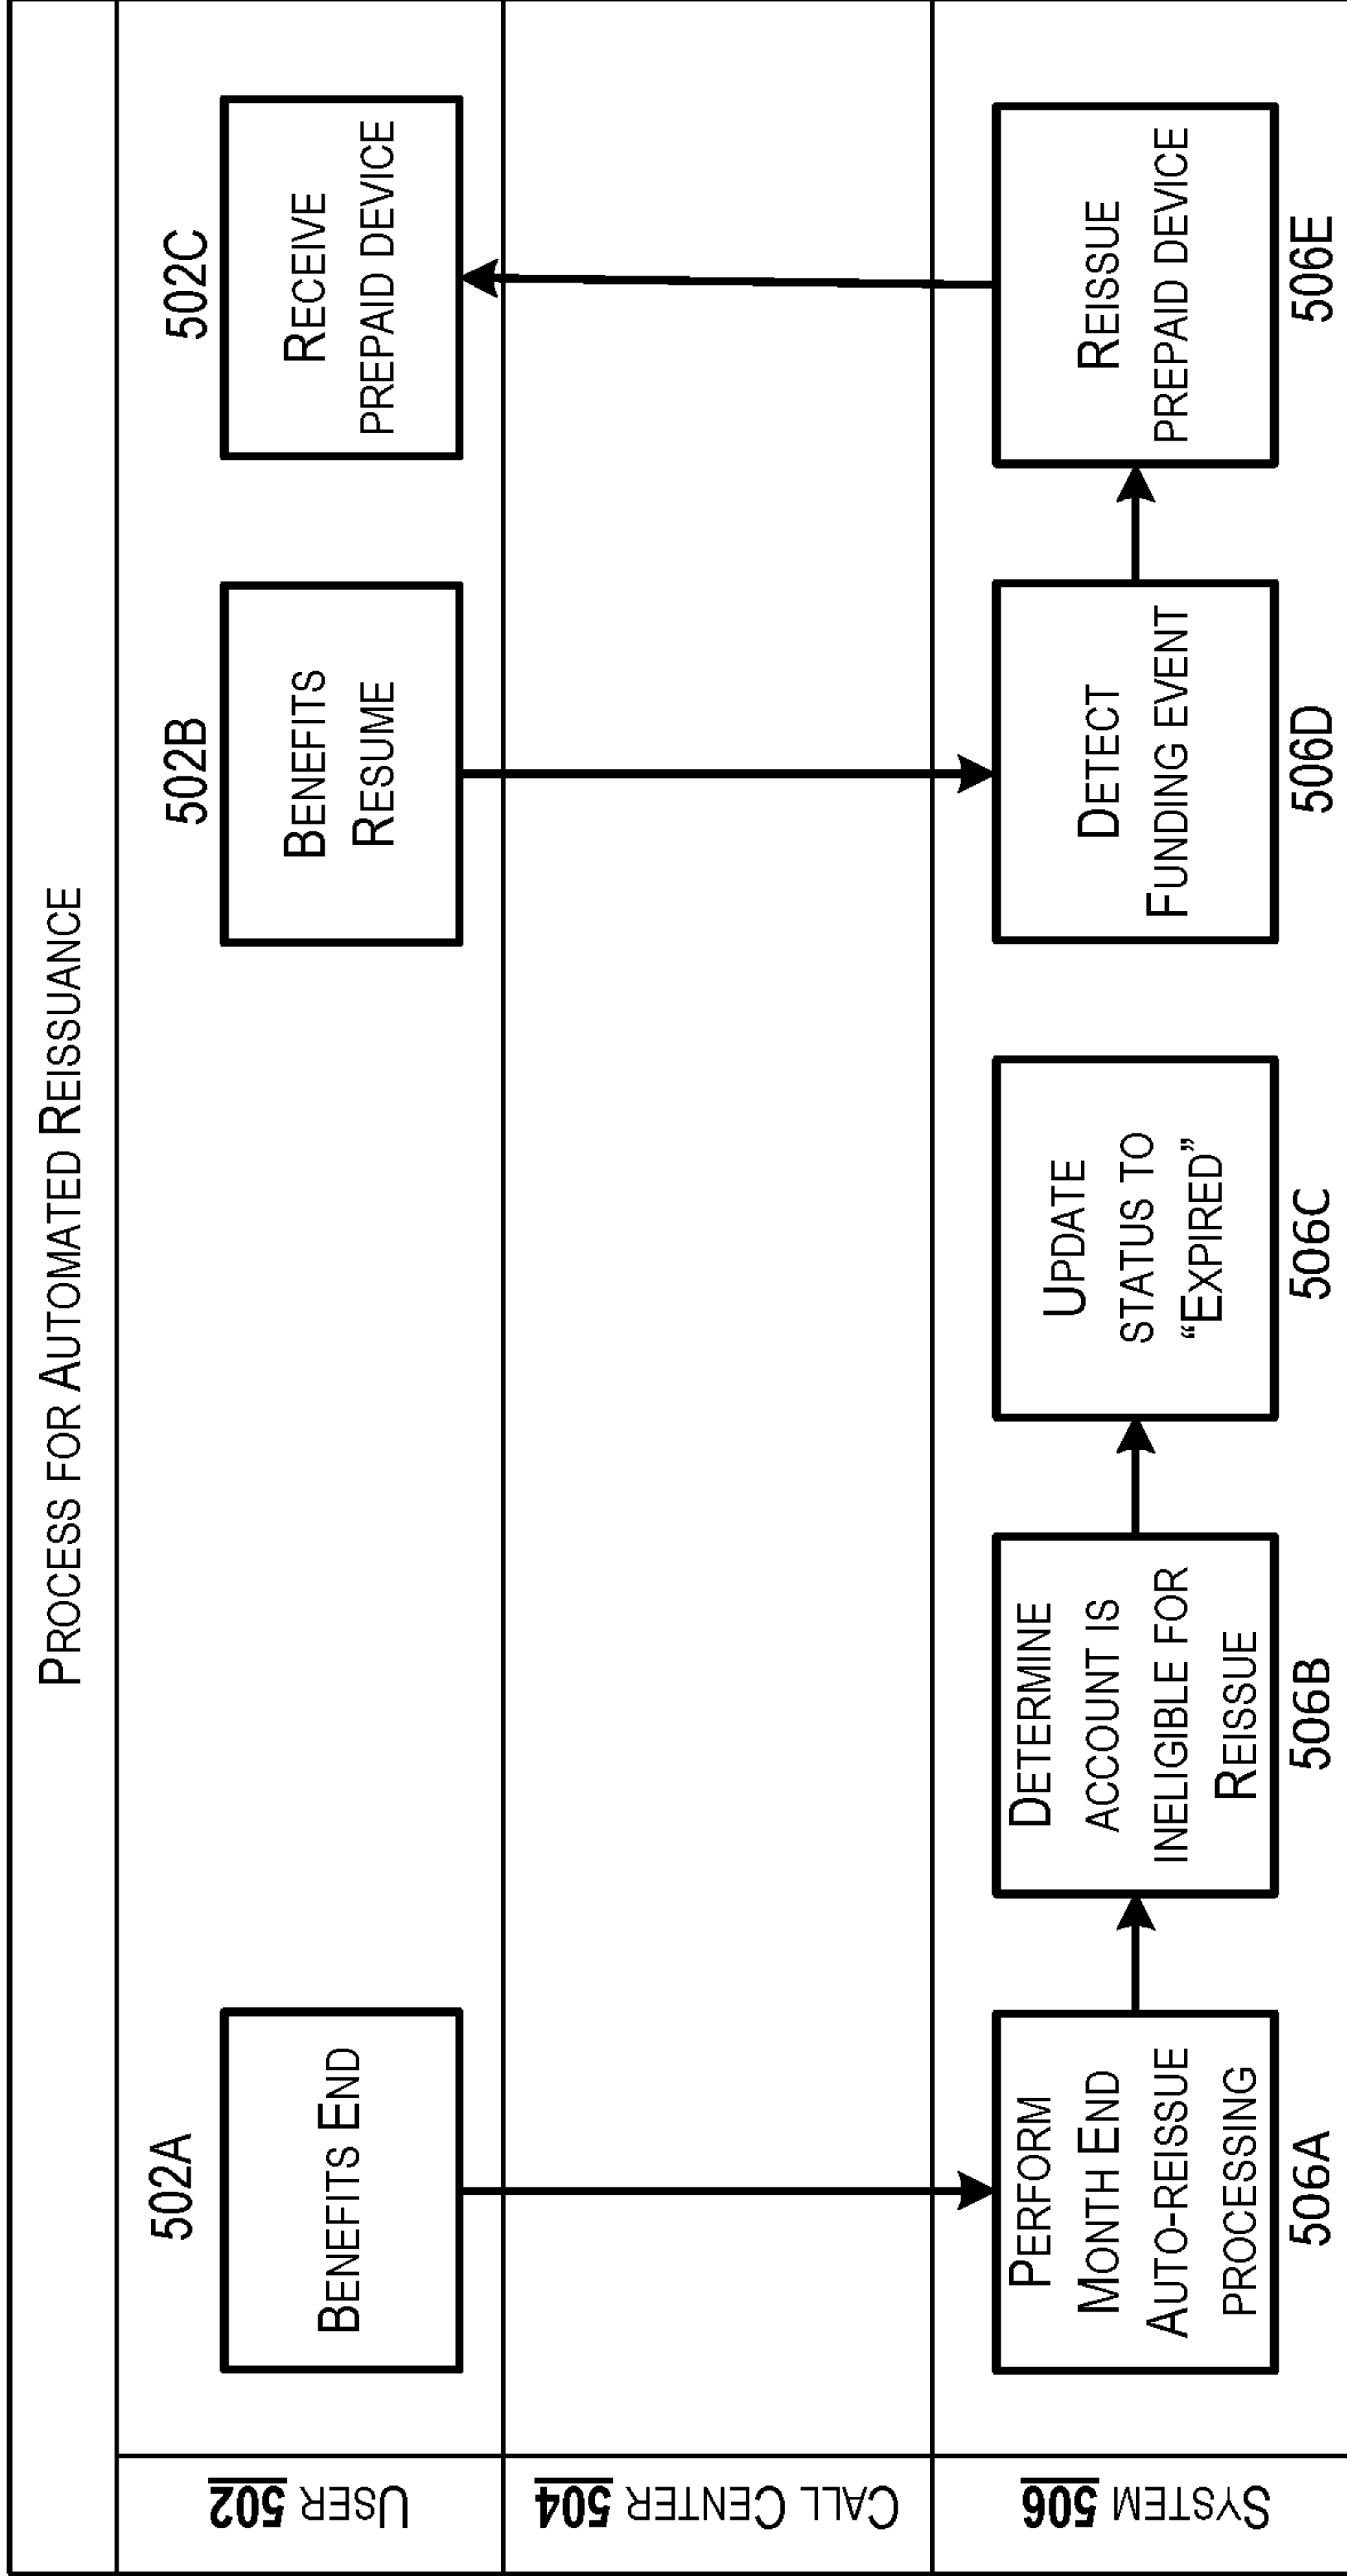 PROCESS FOR AUTOMATED REISSUANCE
USER 502
502A
BENEFITS END
502B
BENEFITS
RESUME
502C
RECEIVE
PREPAID DEVICE
CALL CENTER 504
SYSTEM 506
PERFORM
MONTH END
AUTO-REISSUE
PROCESSING
506A
DETERMINE
ACCOUNT IS
INELIGIBLE FOR
REISSUE
506B
UPDATE
STATUS TO
“EXPIRED”
506C
DETECT
FUNDING EVENT
506D
REISSUE
PREPAID DEVICE
506E